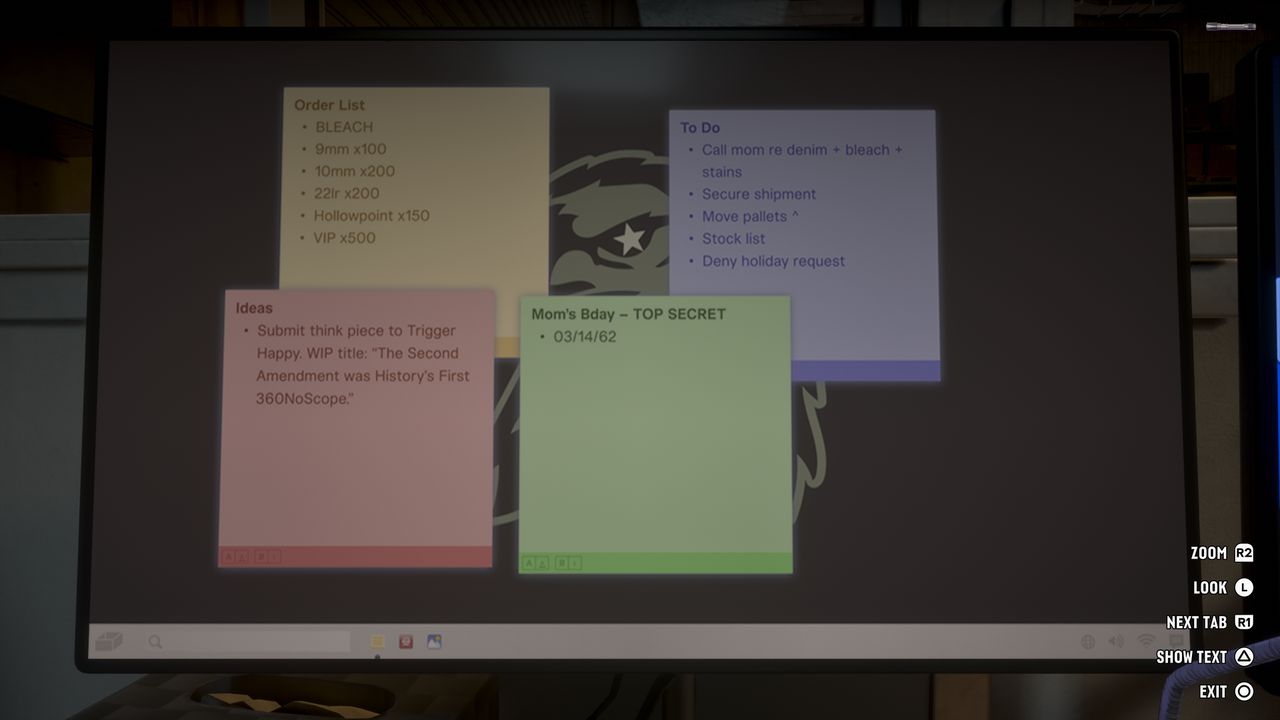 Order List
• BLEACH
• 9mm x100
• 10mm x200
• 22lr x200
• Hollowpoint x150
• VIP x500
To Do
• Call mom re denim + bleach +
stains
• Secure shipment
• Move pallets ^
• Stock list
• Deny holiday request
Ideas
• Submit think piece to Trigger
Happy. WIP title: “The Second
Amendment was History’s First
360NoScope.”
Mom’s Bday – TOP SECRET
• 03/14/62
ZOOM R2
LOOK L
NEXT TAB R1
SHOW TEXT
EXIT